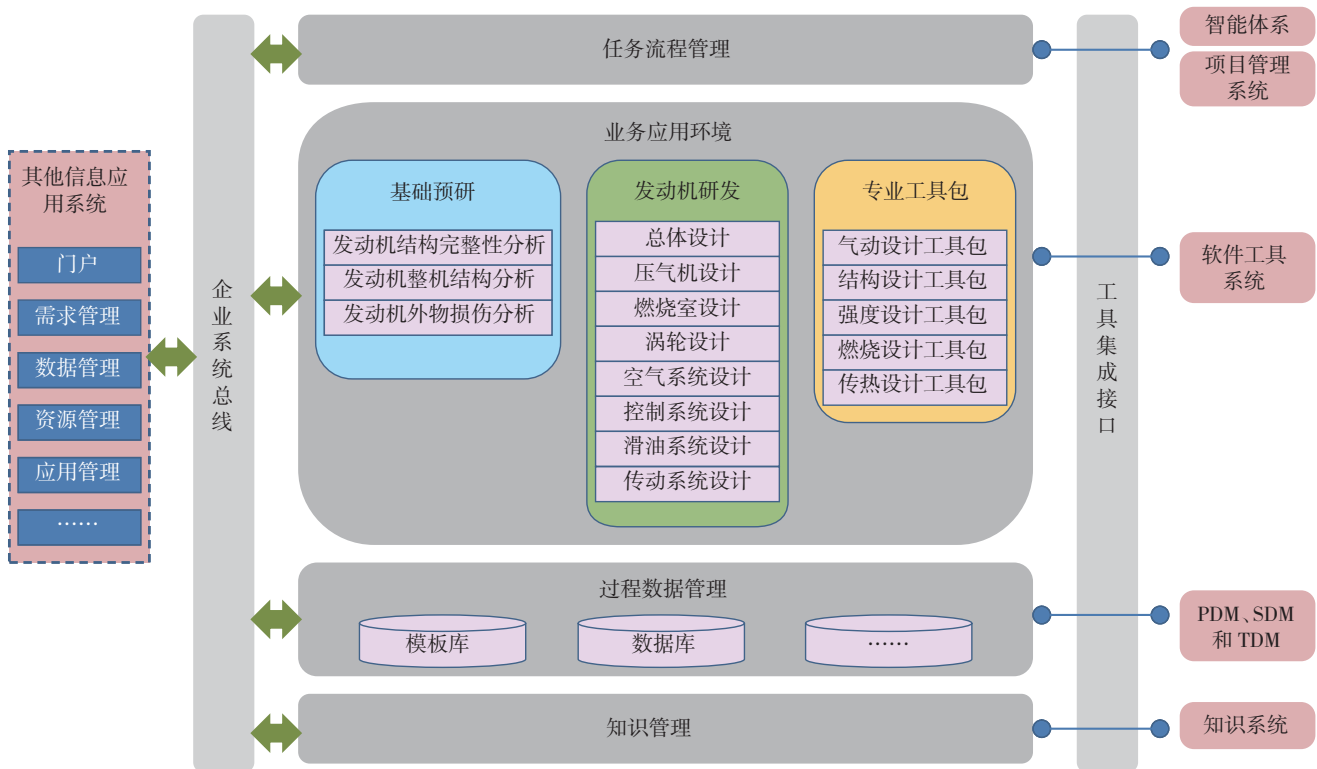 其他信息应
用系统
门户
需求管理
数据管理
资源管理
应用管理
……
企业系统总线
任务流程管理
业务应用环境
基础预研
发动机结构完整性分析
发动机整机结构分析
发动机外物损伤分析
发动机研发
总体设计
压气机设计
燃烧室设计
涡轮设计
空气系统设计
控制系统设计
滑油系统设计
传动系统设计
专业工具包
气动设计工具包
结构设计工具包
强度设计工具包
燃烧设计工具包
传热设计工具包
过程数据管理
模板库
数据库
……
知识管理
工具集成接口
智能体系
项目管理
系统
软件工具
系统
PDM、SDM
和 TDM
知识系统